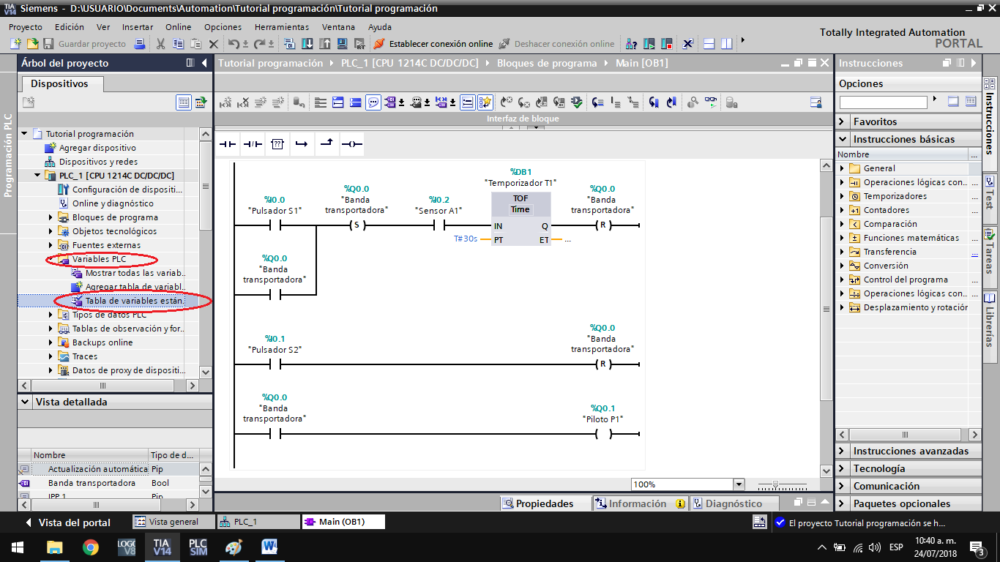 TIA V14 Siemens - D:\USUARIO\Documents\Automation\Tutorial programación\Tutorial programación
Proyecto Edición Ver Insertar Online Opciones Herramientas Ventana Ayuda
Totally Integrated Automation
PORTAL
Guardar proyecto Establecer conexión online Deshacer conexión online
Programación PLC
Árbol del proyecto
Dispositivos
Tutorial programación
Agregar dispositivo
Dispositivos y redes
PLC_1 [CPU 1214C DC/DC/DC]
Configuración de dispositi...
Online y diagnóstico
Bloques de programa
Objetos tecnológicos
Fuentes externas
Variables PLC
Mostrar todas las variab..
Agregar tabla de variabl..
Tabla de variables están.
Tipos de datos PLC
Tablas de observación y for...
Backups online
Traces
Datos de proxy de dispositi...
Vista detallada
Nombre Tipo de d...
Actualización automática Pip
Banda transportadora Bool
IPP 1 Pip
Tutorial programación PLC_1 [CPU 1214C DC/DC/DC] Bloques de programa Main [OB1]
Interfaz de bloque
??
%I0.0
"Pulsador S1"
%Q0.0
"Banda
transportadora"
S
%I0.2
"Sensor A1"
%DB1
"Temporizador T1"
TOF
Time
IN Q
T#30s PT ET ...
%Q0.0
"Banda
transportadora"
R
%Q0.0
"Banda
transportadora"
%I0.1
"Pulsador S2"
%Q0.0
"Banda
transportadora"
R
%Q0.0
"Banda
transportadora"
%Q0.1
"Piloto P1"
100%
Propiedades Información Diagnóstico
Instrucciones
Opciones
Favoritos
Instrucciones básicas
Nombre ...
General
Operaciones lógicas con...
Temporizadores
Contadores
Comparación
Funciones matemáticas
Transferencia ...
Conversión
Control del programa
Operaciones lógicas con...
Desplazamiento y rotación
Instrucciones avanzadas
Tecnología
Comunicación
Paquetes opcionales
Instrucciones
Test
Tareas
Librerías
Vista del portal Vista general PLC_1 Main (OB1) El proyecto Tutorial programación se h...
LOGO V8 TIA V14 PLC SIM ESP 10:40 a. m.
24/07/2018
3